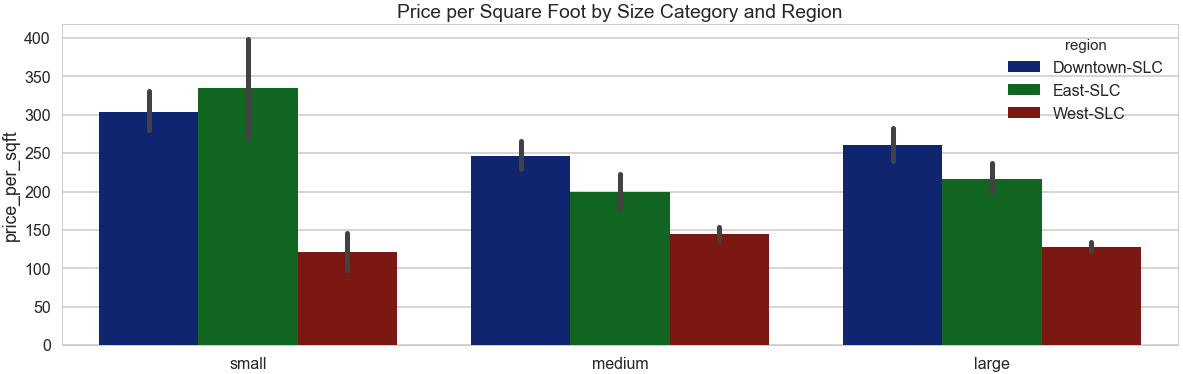 Price per Square Foot by Size Category and Region
price_per_sqft
400
350
300
250
200
150
100
50
0
region
Downtown-SLC
East-SLC
West-SLC
small
medium
large